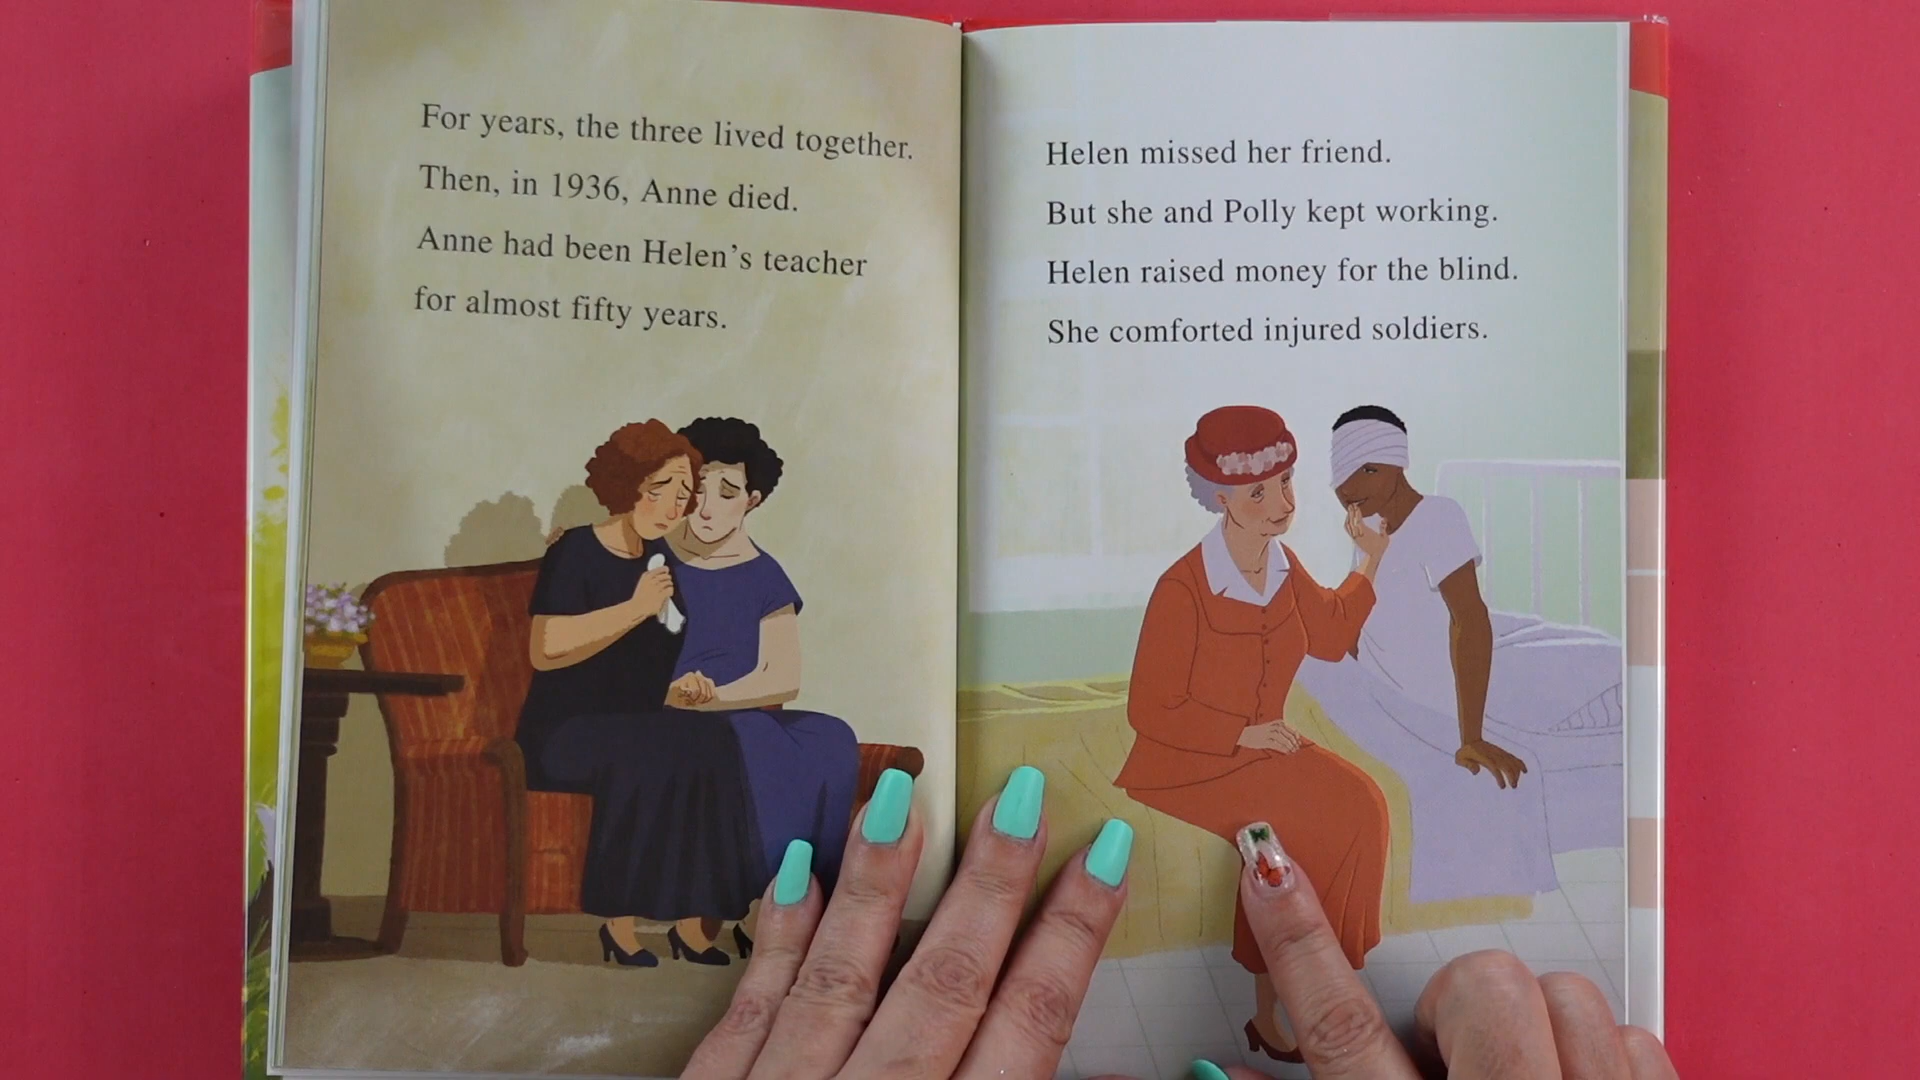 For years, the three lived together.
Then, in 1936, Anne died.
Anne had been Helen's teacher
for almost fifty years.
Helen missed her friend.
But she and Polly kept working.
Helen raised money for the blind.
She comforted injured soldiers.